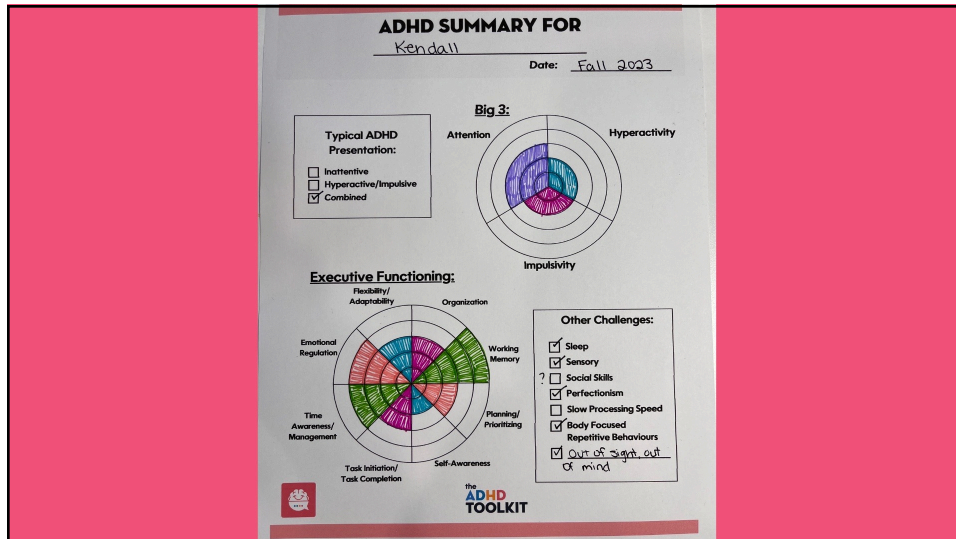 ADHD SUMMARY FOR
Kendall
Date: Fall 2023
Big 3:
Typical ADHD
Presentation:
Inattentive
Hyperactive/Impulsive
Combined
Attention
Hyperactivity
Impulsivity
Executive Functioning:
Flexibility/
Adaptability
Organization
Emotional
Regulation
Working
Memory
Time
Awareness/
Management
Planning/
Prioritizing
Task Initiation/
Task Completion
Self-Awareness
Other Challenges:
Sleep
Sensory
? Social Skills
Perfectionism
Slow Processing Speed
Body Focused
Repetitive Behaviours
Out of sight, out
of mind
the
ADHD
TOOLKIT